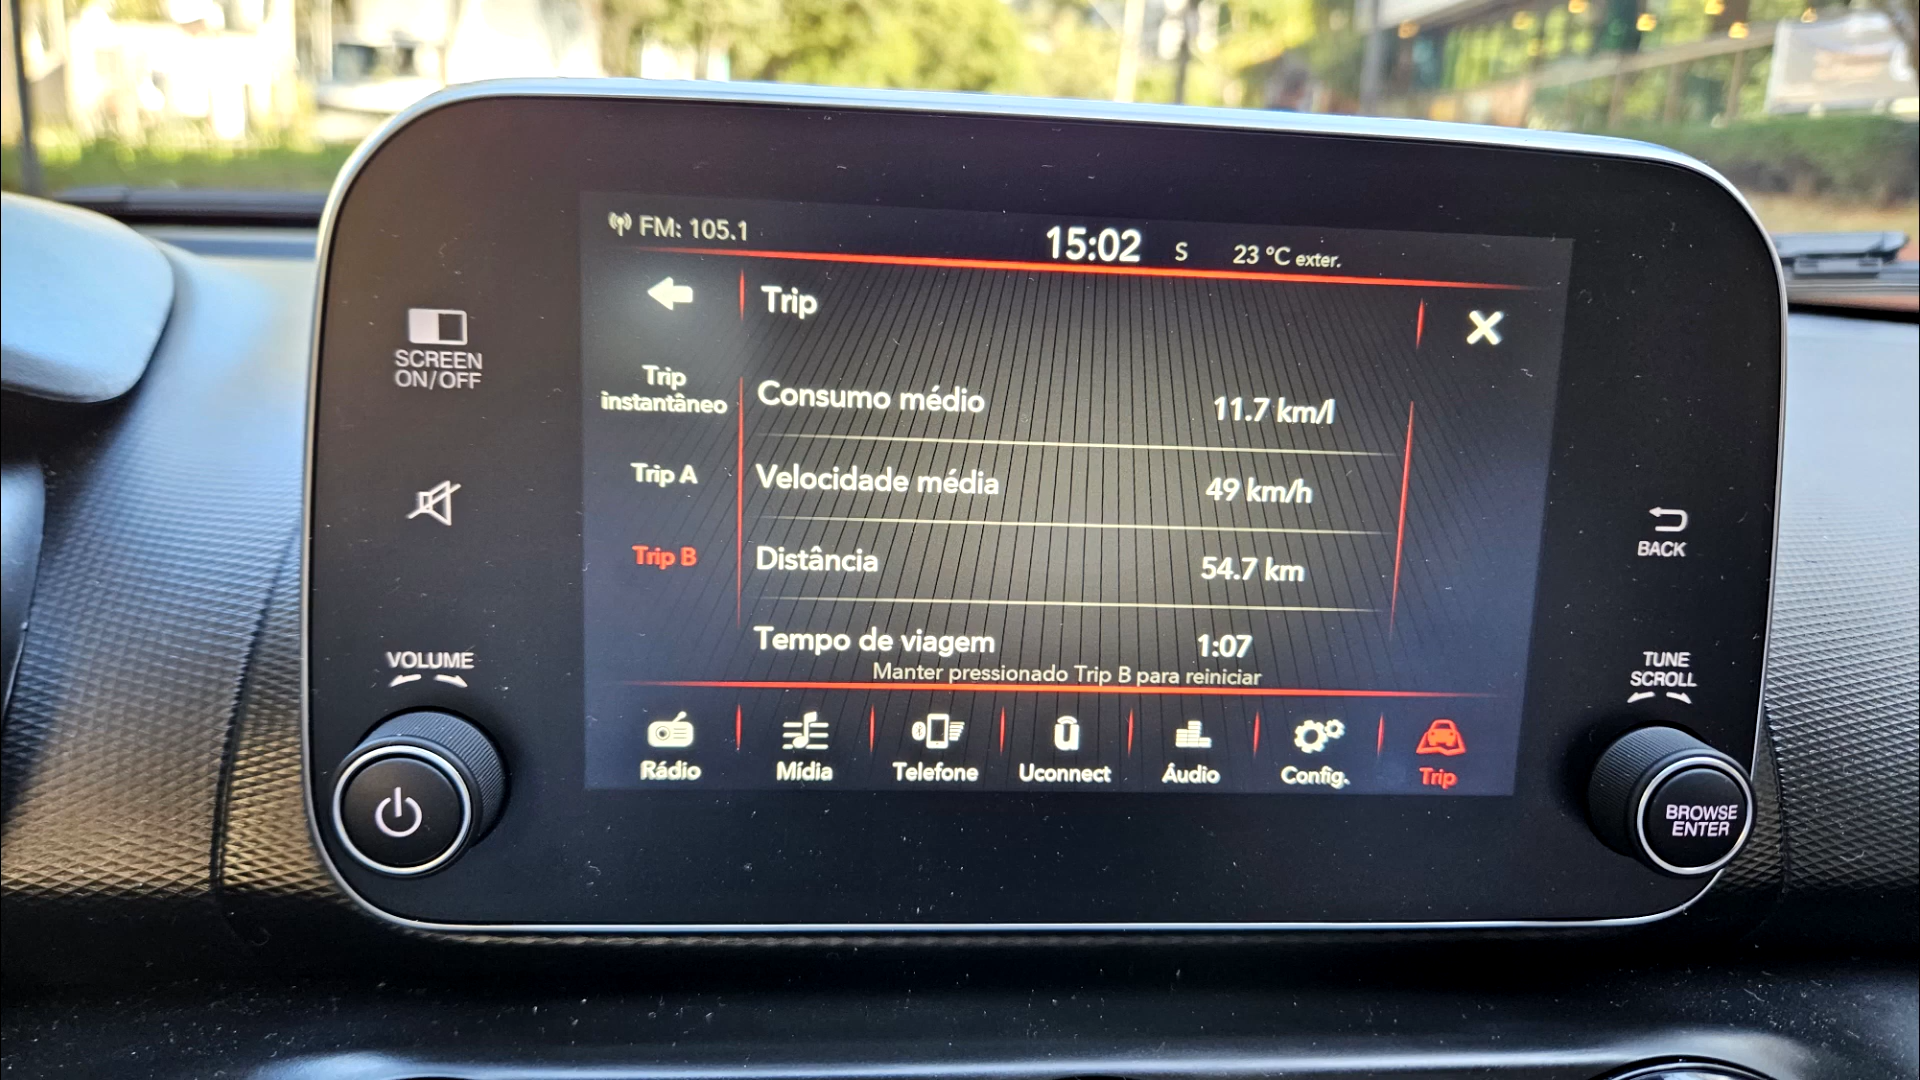 FM: 105.1
15:02 S 23 °C exter.
Trip
SCREEN
ON/OFF
Trip
instantâneo
Consumo médio 11.7 km/l
Trip A
Velocidade média 49 km/h
Trip B
Distância 54.7 km
BACK
Tempo de viagem 1:07
Manter pressionado Trip B para reiniciar
VOLUME
TUNE
SCROLL
Rádio
Mídia
Telefone
Uconnect
Áudio
Config.
Trip
BROWSE
ENTER